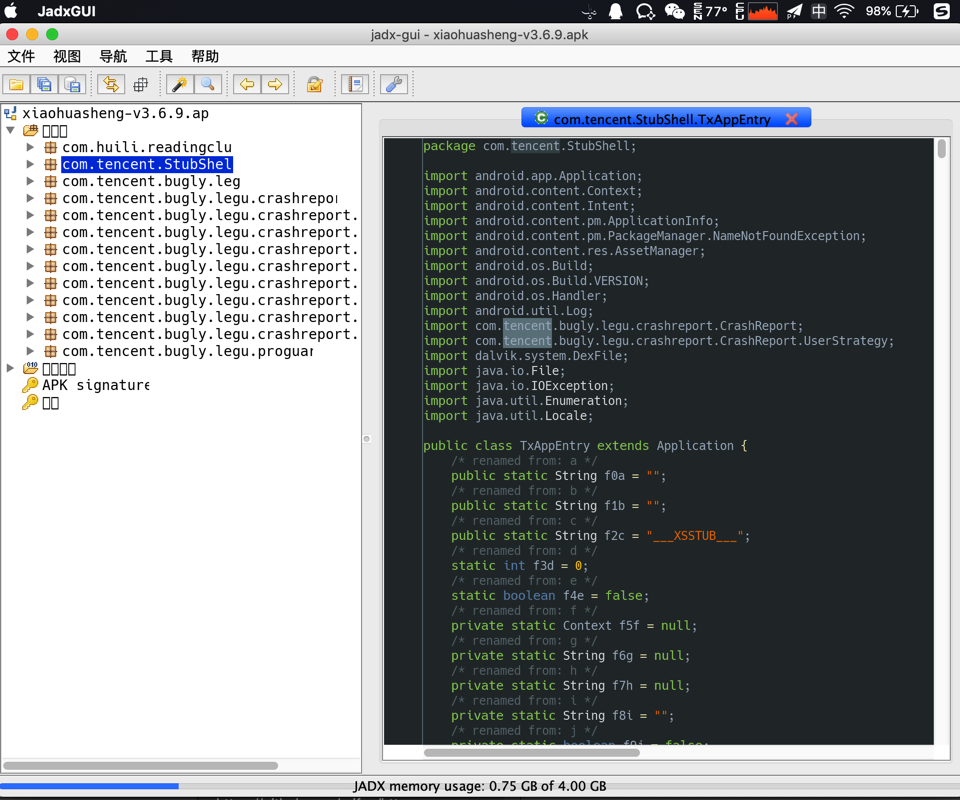 JadxGUI
SEN 77° CPU 中 98%
jadx-gui - xiaohuasheng-v3.6.9.apk
文件 视图 导航 工具 帮助
xiaohuasheng-v3.6.9.ap
com.huili.readingclu
com.tencent.StubShel
com.tencent.bugly.leg
com.tencent.bugly.legu.crashrepor
com.tencent.bugly.legu.crashreport.
com.tencent.bugly.legu.crashreport.
com.tencent.bugly.legu.crashreport.
com.tencent.bugly.legu.crashreport.
com.tencent.bugly.legu.crashreport.
com.tencent.bugly.legu.crashreport.
com.tencent.bugly.legu.crashreport.
com.tencent.bugly.legu.crashreport.
com.tencent.bugly.legu.proguar
APK signature
com.tencent.StubShell.TxAppEntry
package com.tencent.StubShell;
import android.app.Application;
import android.content.Context;
import android.content.Intent;
import android.content.pm.ApplicationInfo;
import android.content.pm.PackageManager.NameNotFoundException;
import android.content.res.AssetManager;
import android.os.Build;
import android.os.Build.VERSION;
import android.os.Handler;
import android.util.Log;
import com.tencent.bugly.legu.crashreport.CrashReport;
import com.tencent.bugly.legu.crashreport.CrashReport.UserStrategy;
import dalvik.system.DexFile;
import java.io.File;
import java.io.IOException;
import java.util.Enumeration;
import java.util.Locale;
public class TxAppEntry extends Application {
/* renamed from: a */
public static String f0a = "";
/* renamed from: b */
public static String f1b = "";
/* renamed from: c */
public static String f2c = "___XSSTUB___";
/* renamed from: d */
static int f3d = 0;
/* renamed from: e */
static boolean f4e = false;
/* renamed from: f */
private static Context f5f = null;
/* renamed from: g */
private static String f6g = null;
/* renamed from: h */
private static String f7h = null;
/* renamed from: i */
private static String f8i = "";
/* renamed from: j */
private static boolean f9j = false;
JADX memory usage: 0.75 GB of 4.00 GB